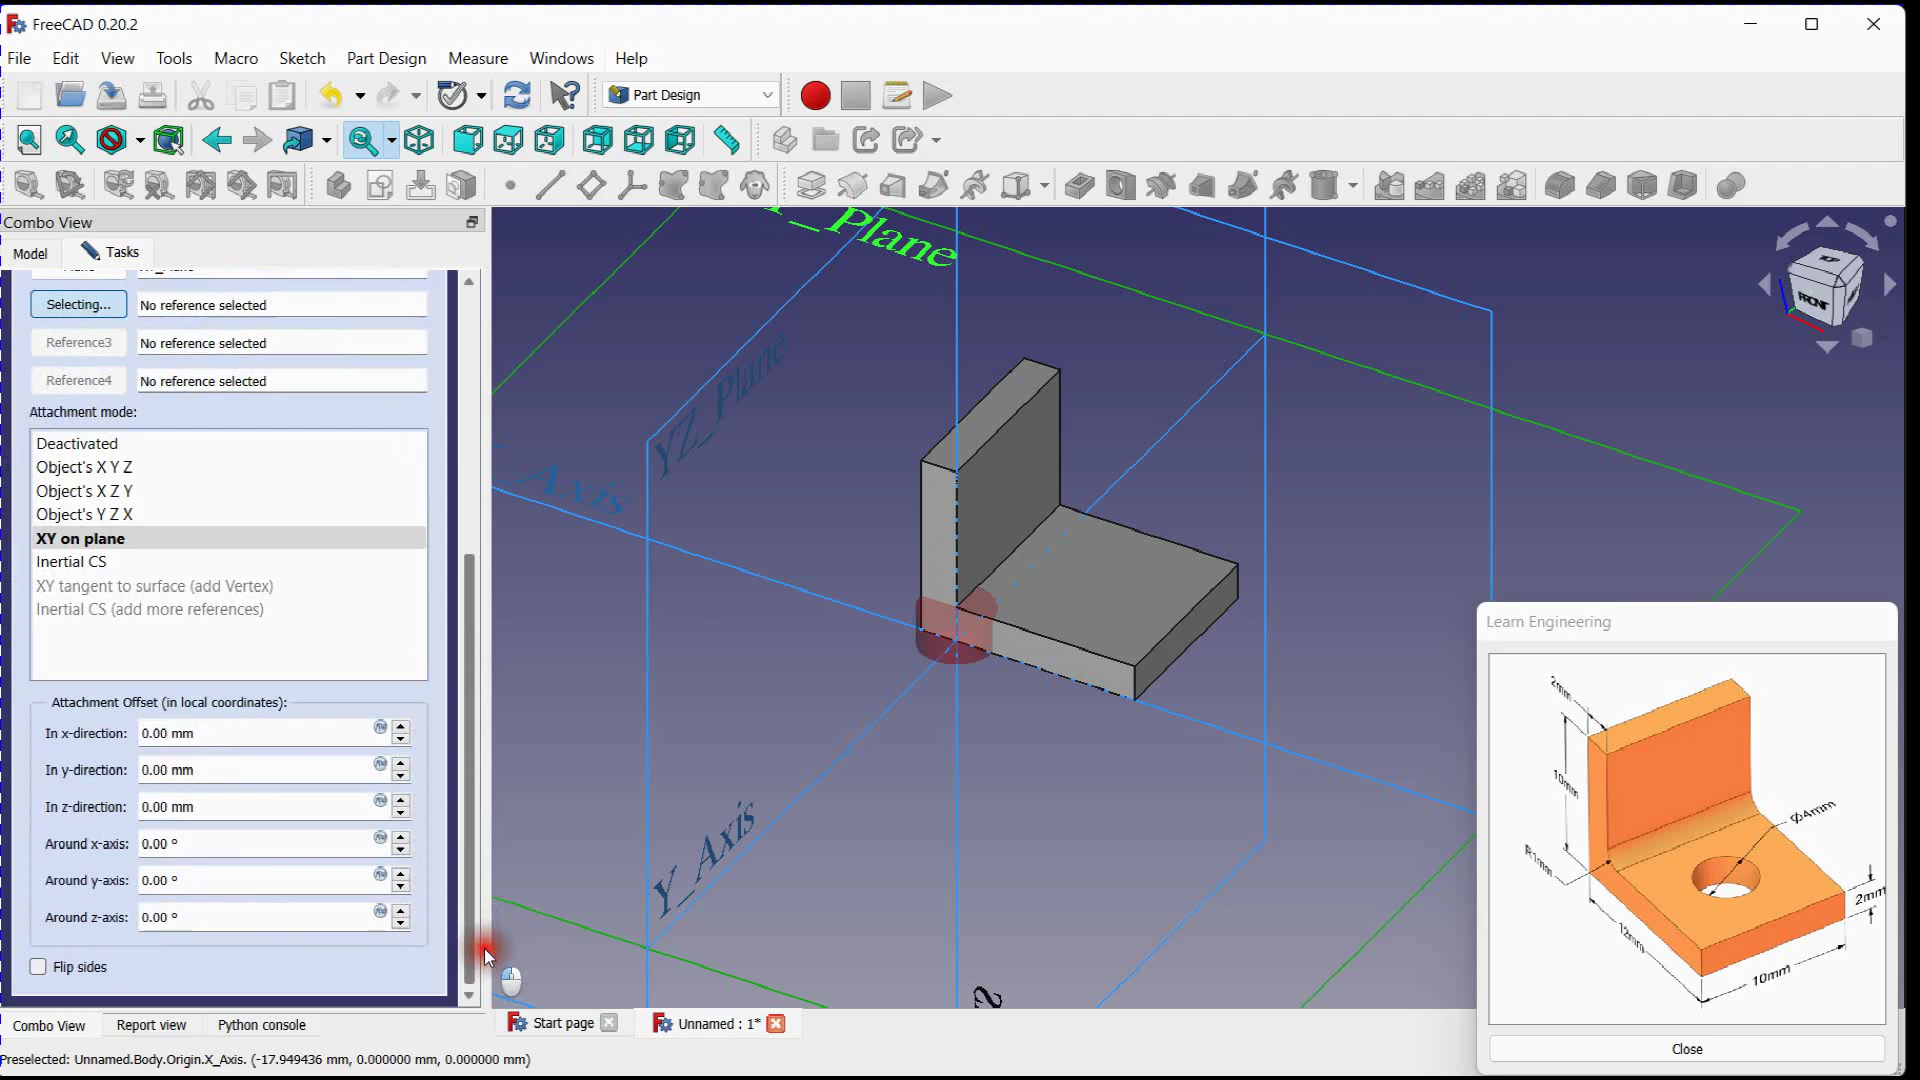 FreeCAD 0.20.2
File Edit View Tools Macro Sketch Part Design Measure Windows Help
Part Design
Combo View
Model Tasks
Selecting... No reference selected
Reference3 No reference selected
Reference4 No reference selected
Attachment mode:
Deactivated
Object's X Y Z
Object's X Z Y
Object's Y Z X
XY on plane
Inertial CS
XY tangent to surface (add Vertex)
Inertial CS (add more references)
Attachment Offset (in local coordinates):
In x-direction: 0.00 mm
In y-direction: 0.00 mm
In z-direction: 0.00 mm
Around x-axis: 0.00 °
Around y-axis: 0.00 °
Around z-axis: 0.00 °
Flip sides
Combo View Report view Python console
Preselected: Unnamed.Body.Origin.X_Axis. (-17.949436 mm, 0.000000 mm, 0.000000 mm)
_Plane
YZ_Plane
_Axis
Y_Axis
FRONT
Start page Unnamed : 1*
Learn Engineering
2mm
10mm
R1mm
Φ4mm
2mm
12mm
10mm
Close